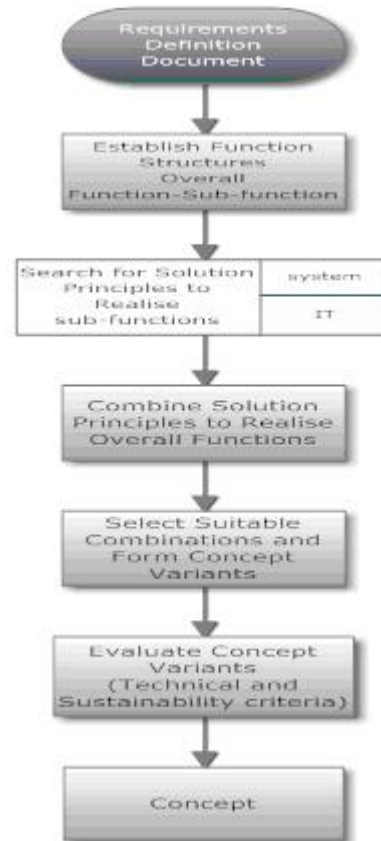 Requirements
Definition
Document
Establish Function
Structures
Overall
Function-Sub-function
Search for Solution
Principles to
Realise
sub-functions
system
IT
Combine Solution
Principles to Realise
Overall Functions
Select Suitable
Combinations and
Form Concept
Variants
Evaluate Concept
Variants
(Technical and
Sustainability criteria)
Concept